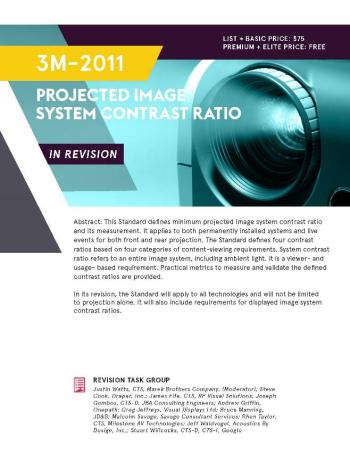 LIST + BASIC PRICE: $75
PREMIUM + ELITE PRICE: FREE
3M-2011
PROJECTED IMAGE
SYSTEM CONTRAST RATIO
IN REVISION
Abstract: This Standard defines minimum projected image system contrast ratio
and its measurement. It applies to both permanently installed systems and live
events for both front and rear projection. The Standard defines four contrast
ratios based on four categories of content-viewing requirements. System contrast
ratio refers to an entire image system, including ambient light. It is a viewer- and
usage- based requirement. Practical metrics to measure and validate the defined
contrast ratios are provided.
In its revision, the Standard will apply to all technologies and will not be limited
to projection alone. It will also include requirements for displayed image system
contrast ratios.
REVISION TASK GROUP
Justin Watts, CTS, Marek Brothers Company, (Moderator); Steve
Cook, Draper, Inc.; James Fife, CTS, RP Visual Solutions; Joseph
Gombos, CTS-D, JBA Consulting Engineers; Andrew Griffin,
Onepath; Greg Jeffreys, Visual Displays Ltd; Bruce Manning,
JD&D; Malcolm Savage, Savage Consultant Services; Rhen Taylor,
CTS, Milestone AV Technologies; Jeff Waldvogel, Acoustics By
Design, Inc.; Stuart Willcocks, CTS-D, CTS-I, Google